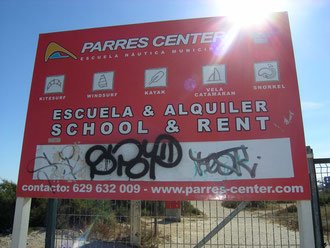 PARRES CENTER
ESCUELA NÁUTICA MUNICIPAL
KITESURF
WINDSURF
KAYAK
VELA CATAMARAN
SNORKEL
ESCUELA & ALQUILER
SCHOOL & RENT
contacto: 629 632 009 - www.parres-center.com